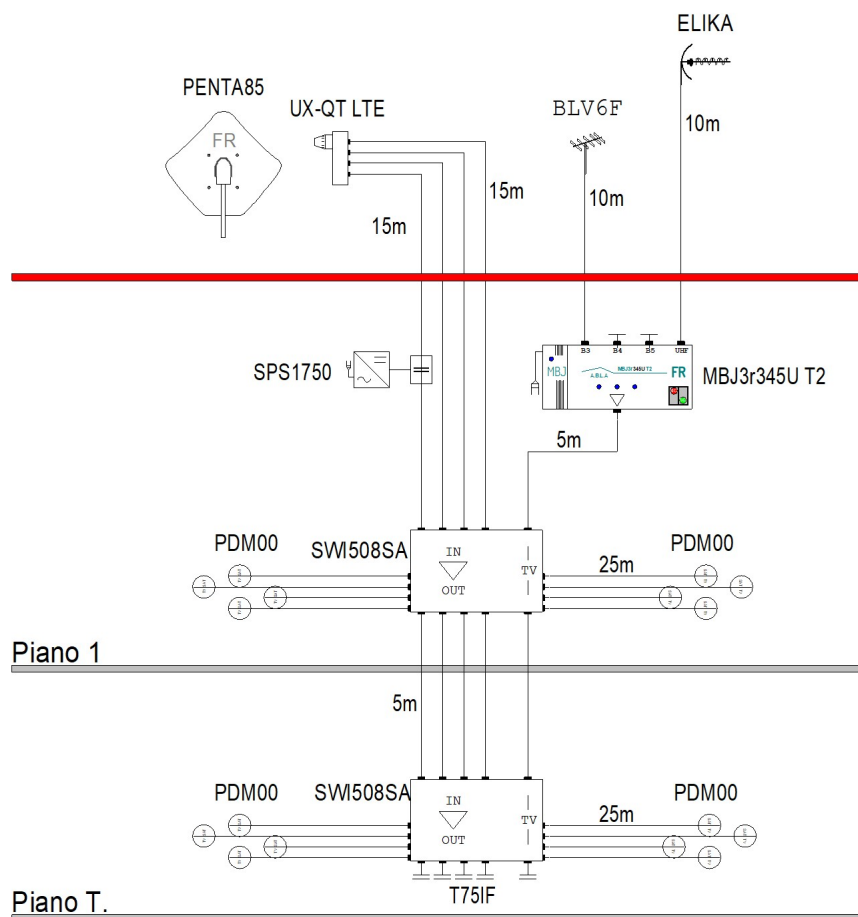 ELIKA
PENTA85
UX-QT LTE
BLV6F
FR
10m
15m
15m
10m
B3
B4
B5
UHF
MBJ
MBJ3r345U T2
FR
SPS1750
MBJ3r345U T2
5m
PDM00
SWI508SA
IN
TV
OUT
25m
PDM00
Piano 1
5m
PDM00
SWI508SA
IN
TV
OUT
25m
PDM00
T75IF
Piano T.